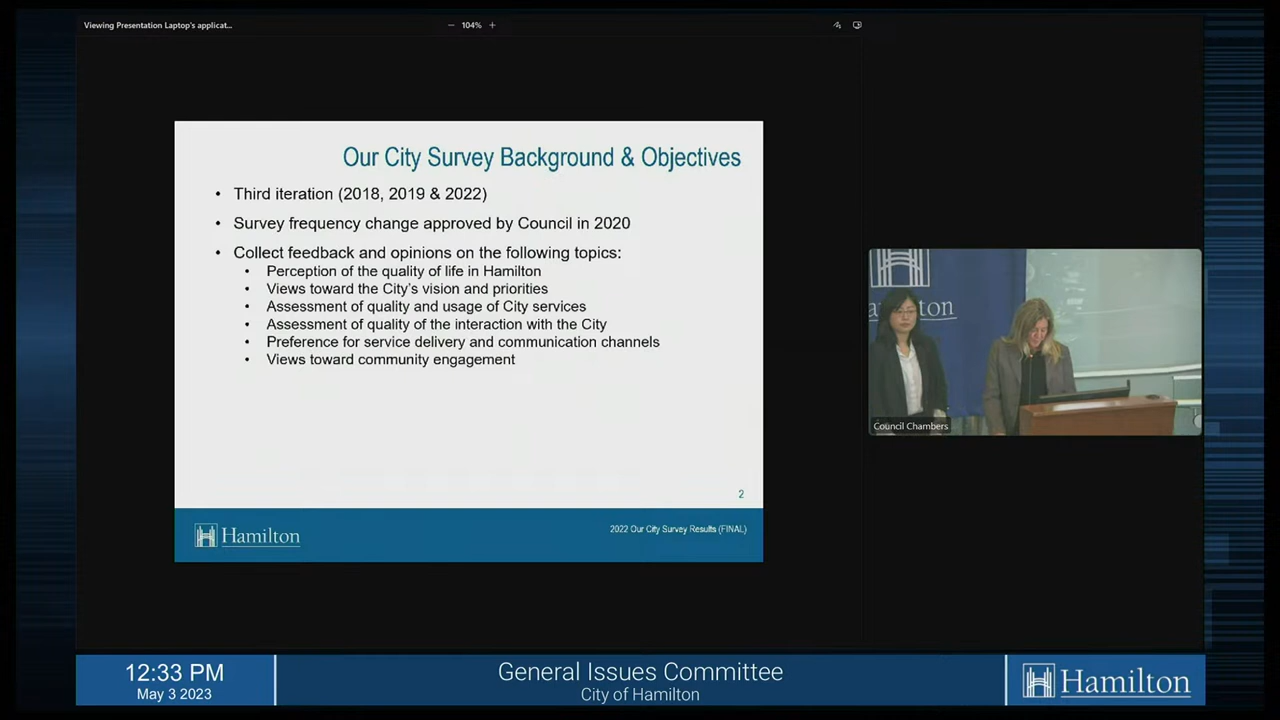 Viewing Presentation Laptop's applicat...
− 104% +
Our City Survey Background & Objectives
• Third iteration (2018, 2019 & 2022)
• Survey frequency change approved by Council in 2020
• Collect feedback and opinions on the following topics:
• Perception of the quality of life in Hamilton
• Views toward the City's vision and priorities
• Assessment of quality and usage of City services
• Assessment of quality of the interaction with the City
• Preference for service delivery and communication channels
• Views toward community engagement
2
Hamilton
2022 Our City Survey Results (FINAL)
Council Chambers
12:33 PM
May 3 2023
General Issues Committee
City of Hamilton
Hamilton